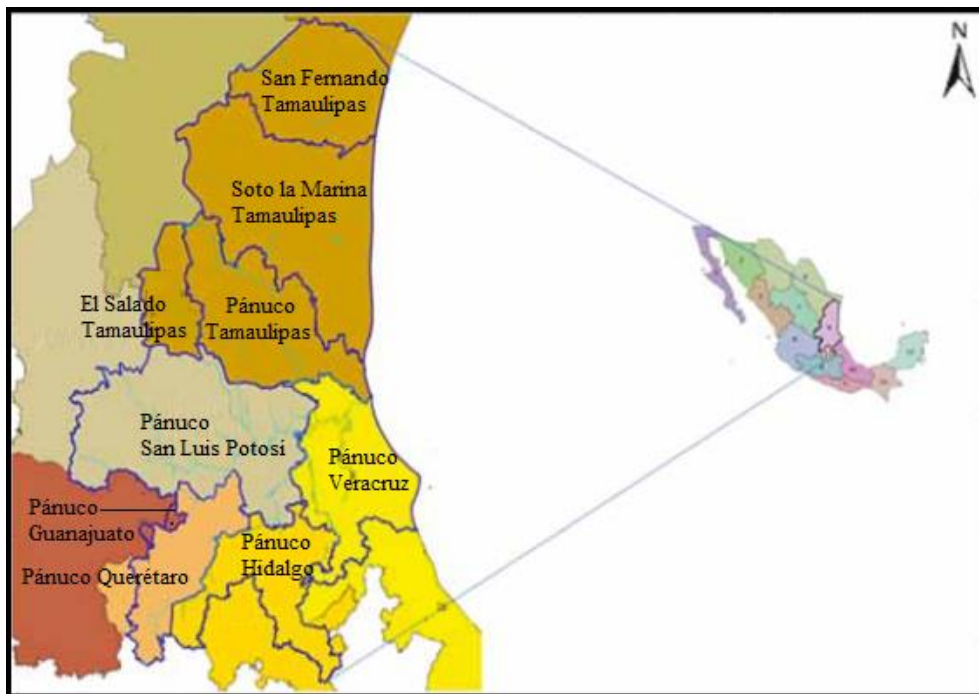 N
San Fernando
Tamaulipas
Soto la Marina
Tamaulipas
El Salado
Tamaulipas
Pánuco
Tamaulipas
Pánuco
San Luis Potosí
Pánuco
Veracruz
Pánuco
Guanajuato
Pánuco
Hidalgo
Pánuco Querétaro